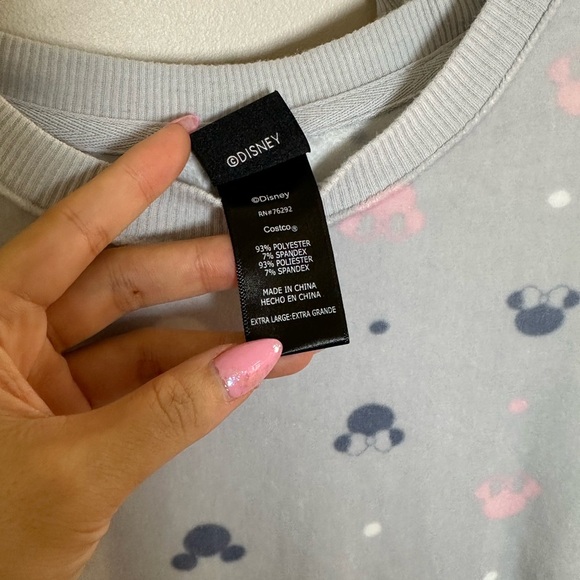 ©DISNEY
©Disney
RN#76292
Costco®
93% POLYESTER
7% SPANDEX
93% POLIÉSTER
7% SPANDEX
MADE IN CHINA
HECHO EN CHINA
EXTRA LARGE:EXTRA GRANDE